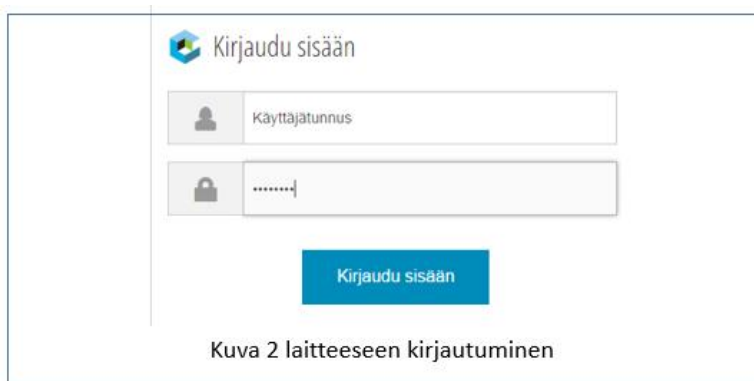 Kirjaudu sisään
Käyttäjätunnus
••••••••
Kirjaudu sisään
Kuva 2 laitteeseen kirjautuminen